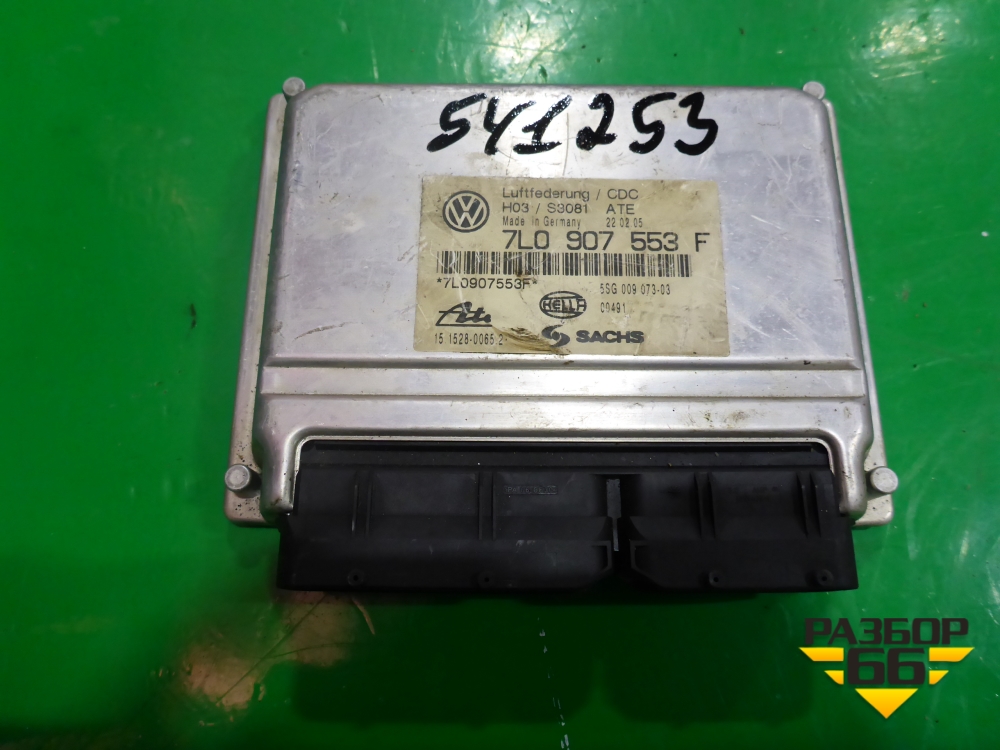 541253
Luftfederung / CDC
H03 / S3081 ATE
Made in Germany 22 02 05
7L0 907 553 F
*7L0907553F*
5SG 009 073-03
HELLA
00491
Ate
15 1528-0065 2
SACHS
РАЗБОР
66